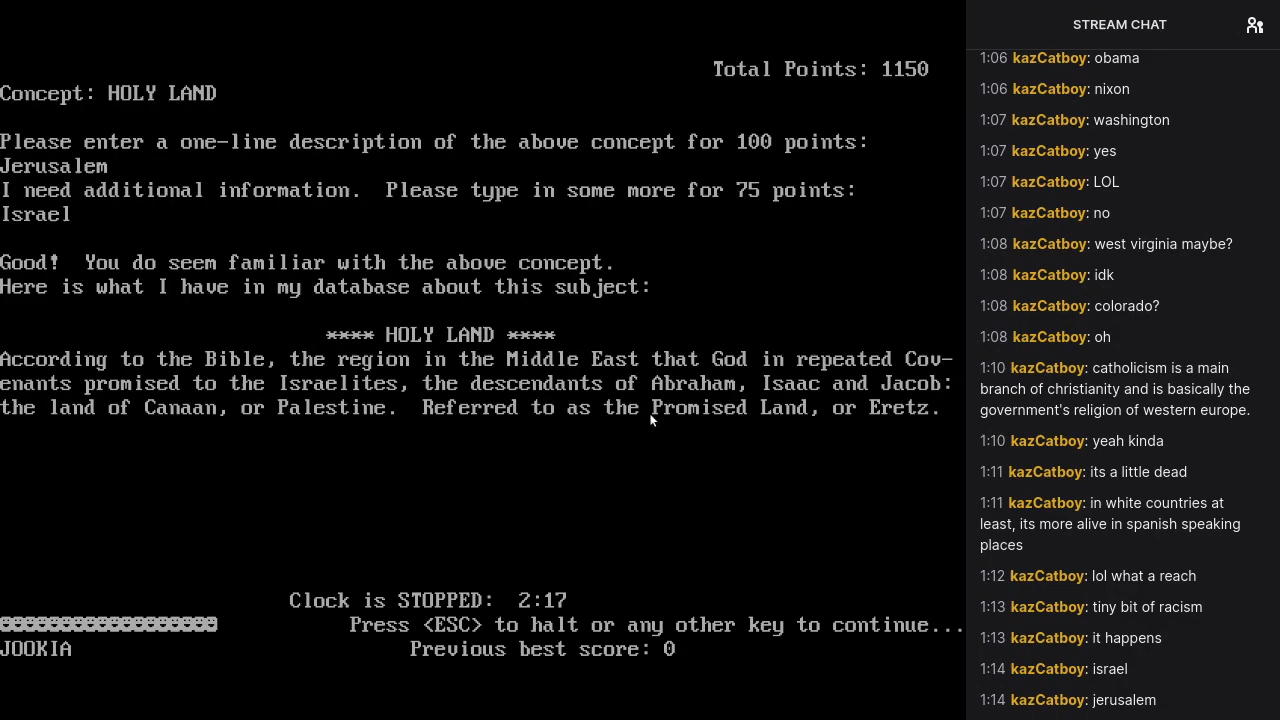 Total Points: 1150
Concept: HOLY LAND
Please enter a one-line description of the above concept for 100 points:
Jerusalem
I need additional information.  Please type in some more for 75 points:
Israel
Good!  You do seem familiar with the above concept.
Here is what I have in my database about this subject:
**** HOLY LAND ****
According to the Bible, the region in the Middle East that God in repeated Cov-
enants promised to the Israelites, the descendants of Abraham, Isaac and Jacob:
the land of Canaan, or Palestine.  Referred to as the Promised Land, or Eretz.
Clock is STOPPED:  2:17
Press <ESC> to halt or any other key to continue...
JOOKIA
Previous best score: 0
STREAM CHAT
1:06 kazCatboy: obama
1:06 kazCatboy: nixon
1:07 kazCatboy: washington
1:07 kazCatboy: yes
1:07 kazCatboy: LOL
1:07 kazCatboy: no
1:08 kazCatboy: west virginia maybe?
1:08 kazCatboy: idk
1:08 kazCatboy: colorado?
1:08 kazCatboy: oh
1:10 kazCatboy: catholicism is a main
branch of christianity and is basically the
government's religion of western europe.
1:10 kazCatboy: yeah kinda
1:11 kazCatboy: its a little dead
1:11 kazCatboy: in white countries at
least, its more alive in spanish speaking
places
1:12 kazCatboy: lol what a reach
1:13 kazCatboy: tiny bit of racism
1:13 kazCatboy: it happens
1:14 kazCatboy: israel
1:14 kazCatboy: jerusalem